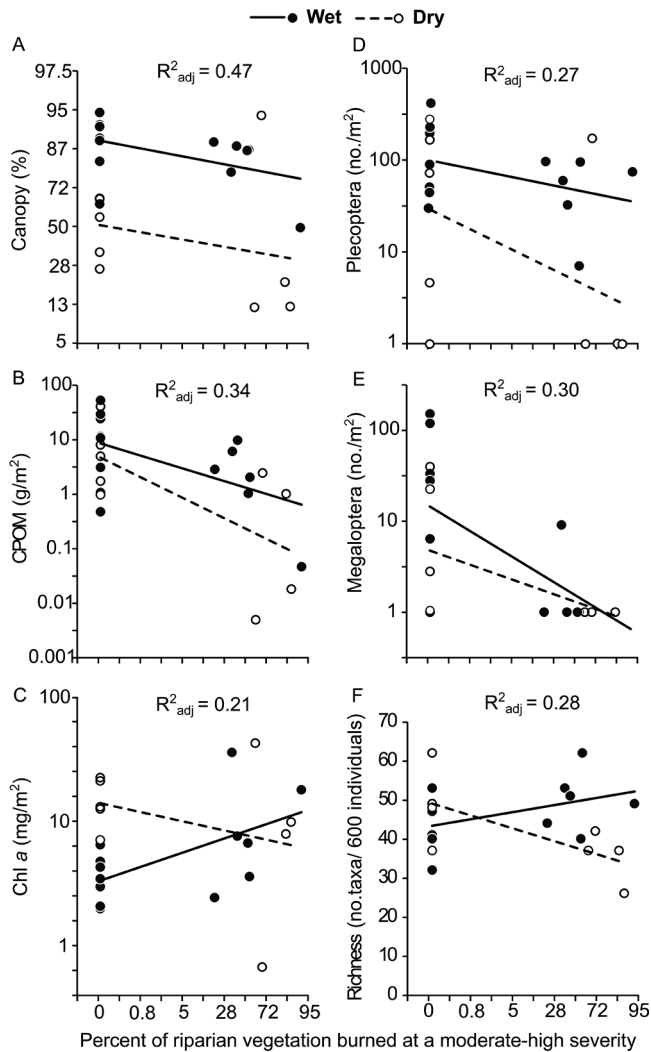 Wet Dry
A
R²adj = 0.47
97.5
95
87
72
50
28
13
5
Canopy (%)
D
R²adj = 0.27
1000
100
10
1
Plecoptera (no./m²)
B
R²adj = 0.34
100
10
1
0.1
0.01
0.001
CPOM (g/m²)
E
R²adj = 0.30
100
10
1
Megaloptera (no./m²)
C
R²adj = 0.21
100
10
1
Chl a (mg/m²)
0 0.8 5 28 72 95
F
R²adj = 0.28
70
60
50
40
30
20
10
0
Richness (no.taxa/ 600 individuals)
0 0.8 5 28 72 95
Percent of riparian vegetation burned at a moderate-high severity